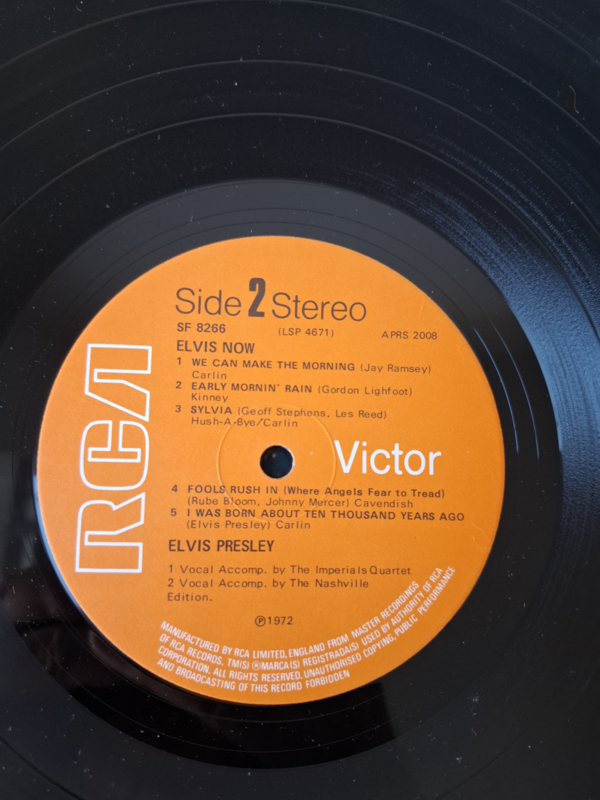 Side 2 Stereo
SF 8266 (LSP 4671) APRS 2008
ELVIS NOW
1 WE CAN MAKE THE MORNING (Jay Ramsey)
Carlin
2 EARLY MORNIN' RAIN (Gordon Lighfoot)
Kinney
3 SYLVIA (Geoff Stephens, Les Reed)
Hush-A-Bye/Carlin
RCA
Victor
4 FOOLS RUSH IN (Where Angels Fear to Tread)
(Rube Bloom, Johnny Mercer) Cavendish
5 I WAS BORN ABOUT TEN THOUSAND YEARS AGO
(Elvis Presley) Carlin
ELVIS PRESLEY
1 Vocal Accomp. by The Imperials Quartet
2 Vocal Accomp. by The Nashville
Edition.
℗1972
MANUFACTURED BY RCA LIMITED, ENGLAND FROM MASTER RECORDINGS
OF RCA RECORDS. TM(S) ® MARCA(S) REGISTRADA(S) USED BY AUTHORITY OF RCA
CORPORATION. ALL RIGHTS RESERVED. UNAUTHORISED COPYING, PUBLIC PERFORMANCE
AND BROADCASTING OF THIS RECORD FORBIDDEN